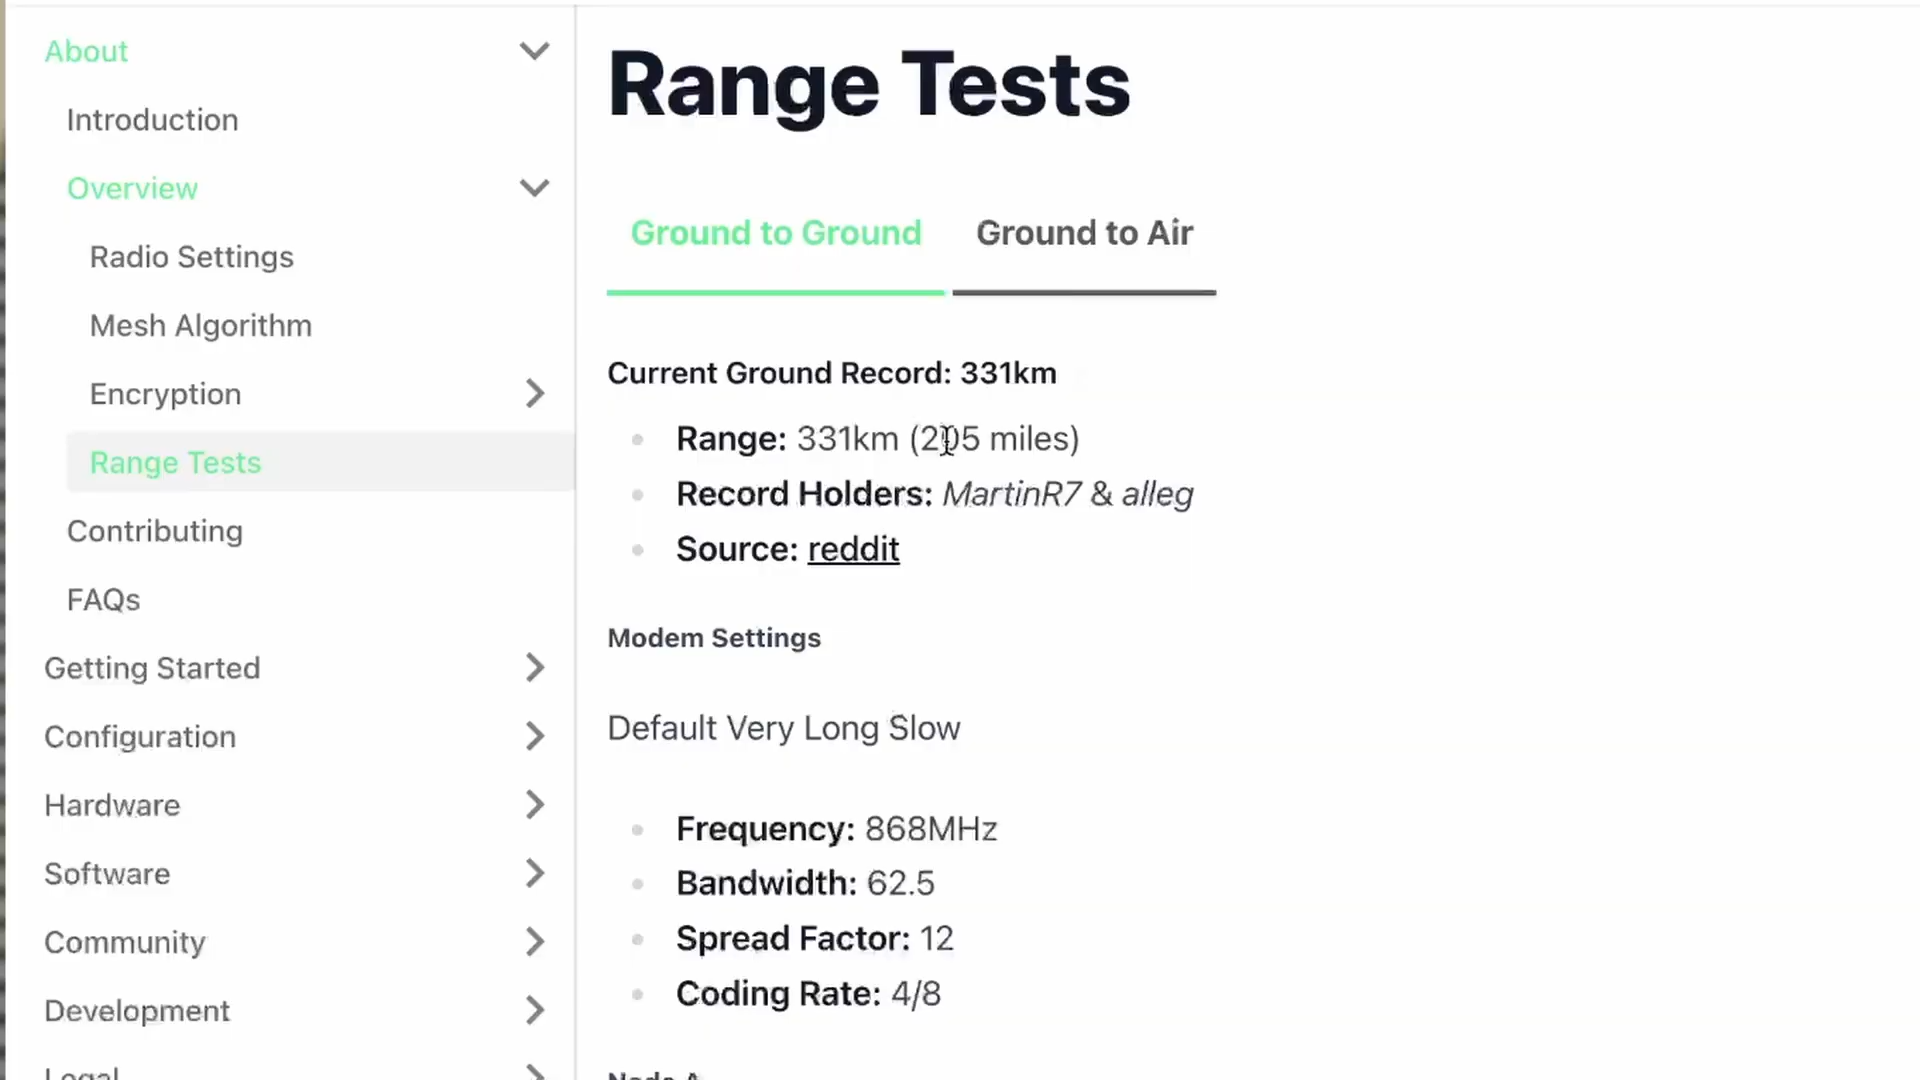 About
Introduction
Overview
Radio Settings
Mesh Algorithm
Encryption
Range Tests
Contributing
FAQs
Getting Started
Configuration
Hardware
Software
Community
Development
Legal
Range Tests
Ground to Ground
Ground to Air
Current Ground Record: 331km
Range: 331km (205 miles)
Record Holders: MartinR7 & alleg
Source: reddit
Modem Settings
Default Very Long Slow
Frequency: 868MHz
Bandwidth: 62.5
Spread Factor: 12
Coding Rate: 4/8
Node A